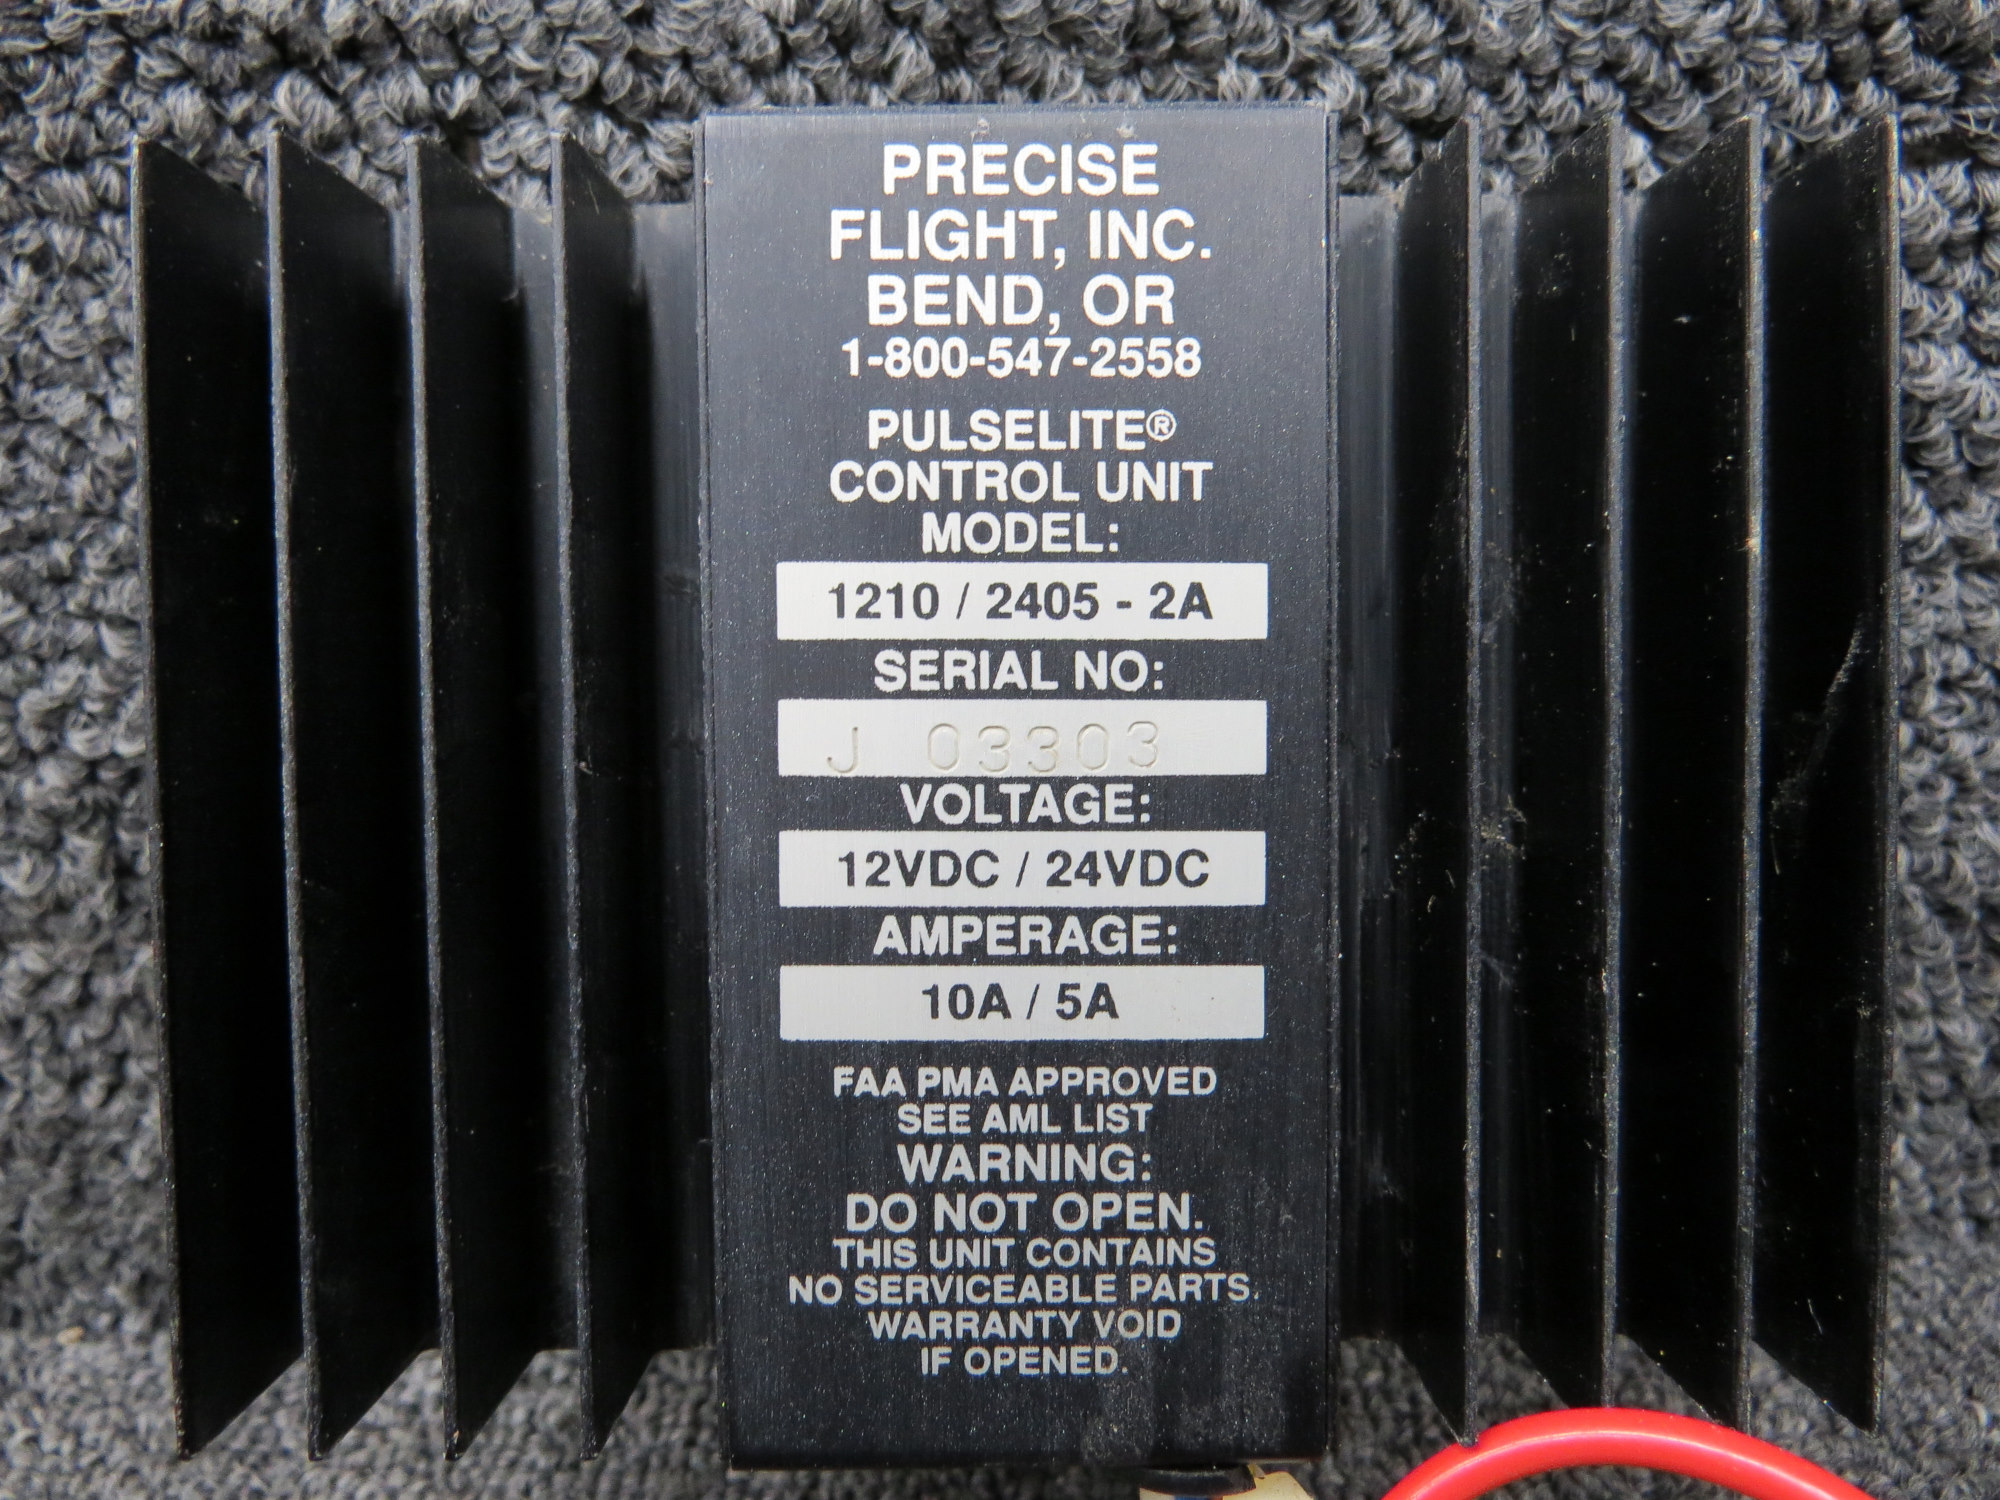 PRECISE
FLIGHT, INC.
BEND, OR
1-800-547-2558
PULSELITE®
CONTROL UNIT
MODEL:
1210 / 2405 - 2A
SERIAL NO:
J 03303
VOLTAGE:
12VDC / 24VDC
AMPERAGE:
10A / 5A
FAA PMA APPROVED
SEE AML LIST
WARNING:
DO NOT OPEN.
THIS UNIT CONTAINS
NO SERVICEABLE PARTS.
WARRANTY VOID
IF OPENED.